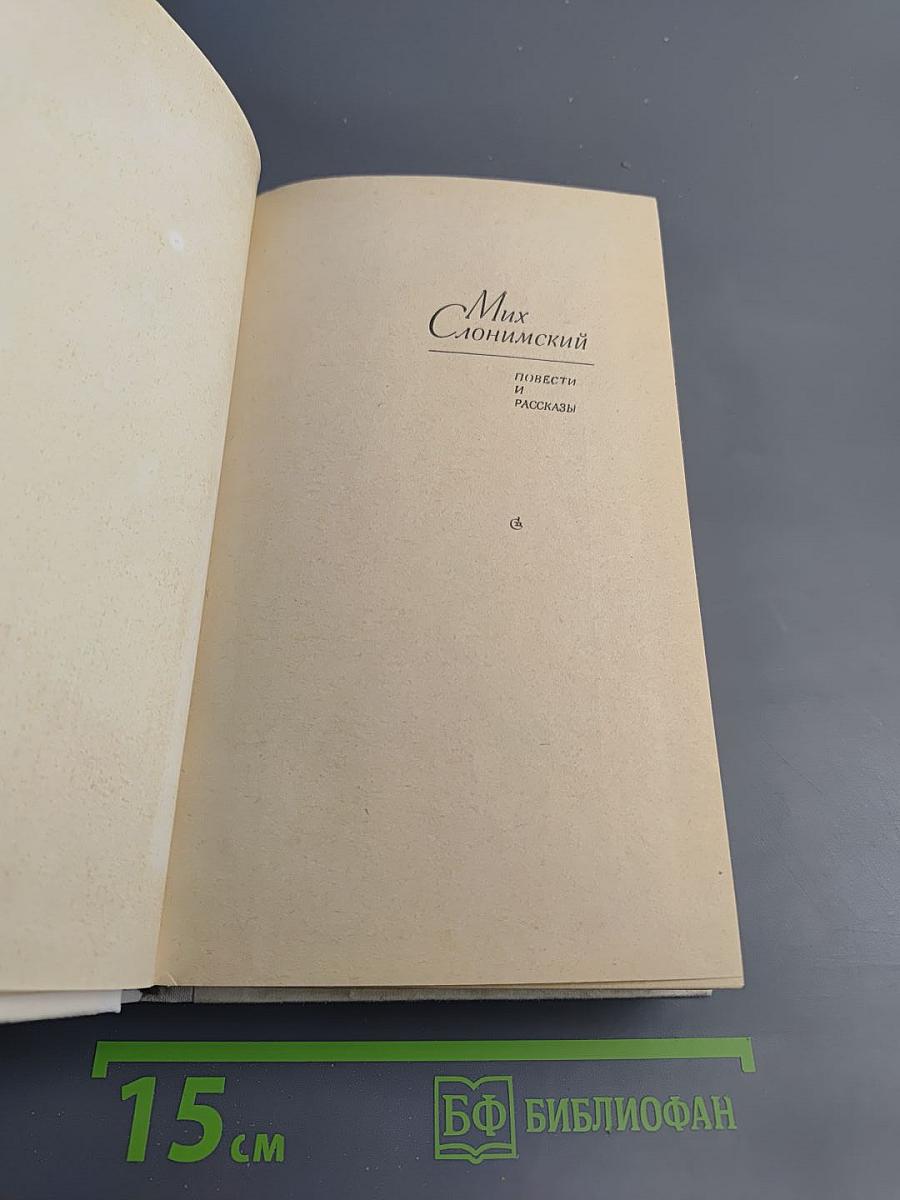 Мих
Слонимский
ПОВЕСТИ
И
РАССКАЗЫ
15 см
БФ БИБЛИОФАН